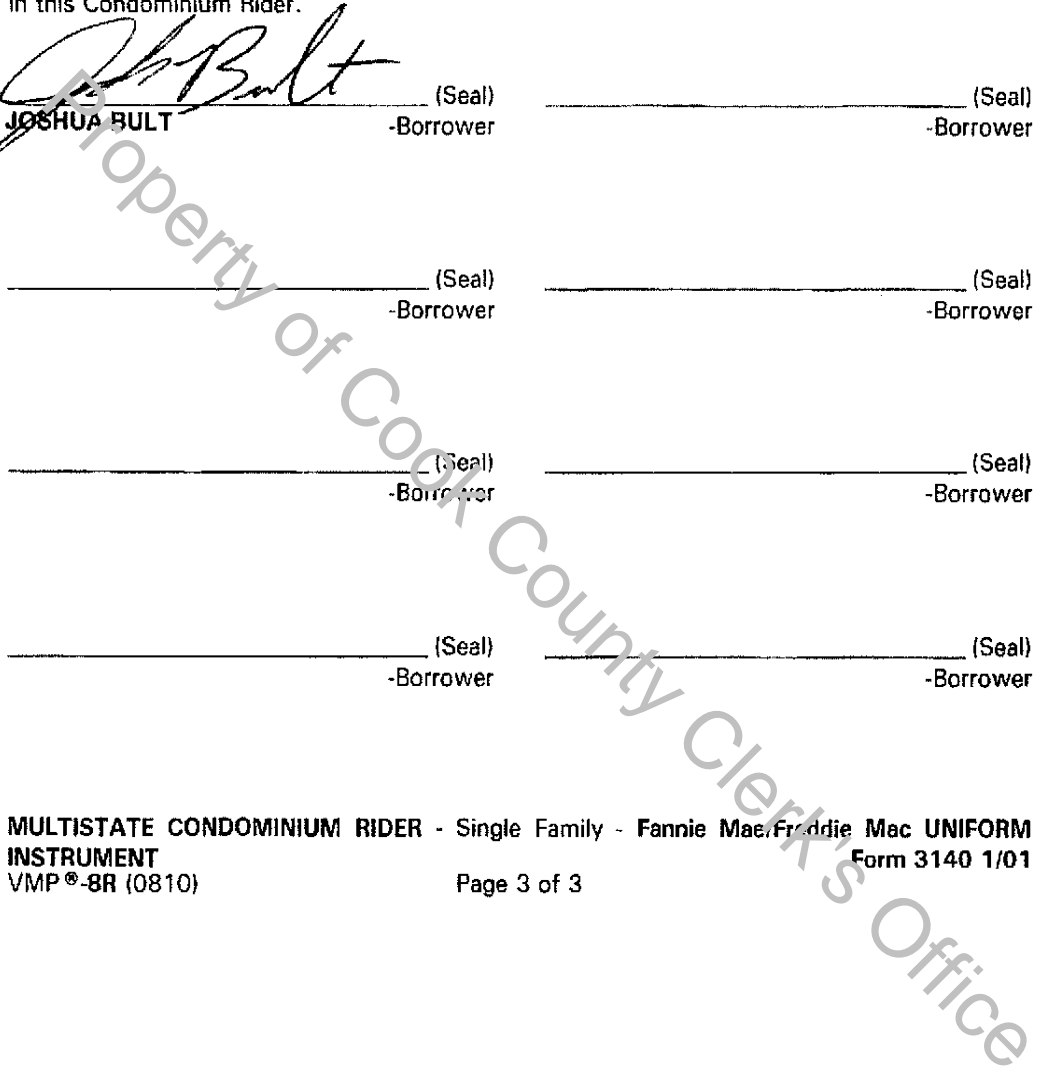 in this Condominium Rider.
Josh Bult
(Seal) (Seal)
JOSHUA BULT -Borrower -Borrower
(Seal) (Seal)
-Borrower -Borrower
(Seal) (Seal)
-Borrower -Borrower
(Seal) (Seal)
-Borrower -Borrower
MULTISTATE CONDOMINIUM RIDER - Single Family - Fannie Mae/Freddie Mac UNIFORM
INSTRUMENT Form 3140 1/01
VMP®-8R (0810) Page 3 of 3
Property of Cook County Clerk's Office